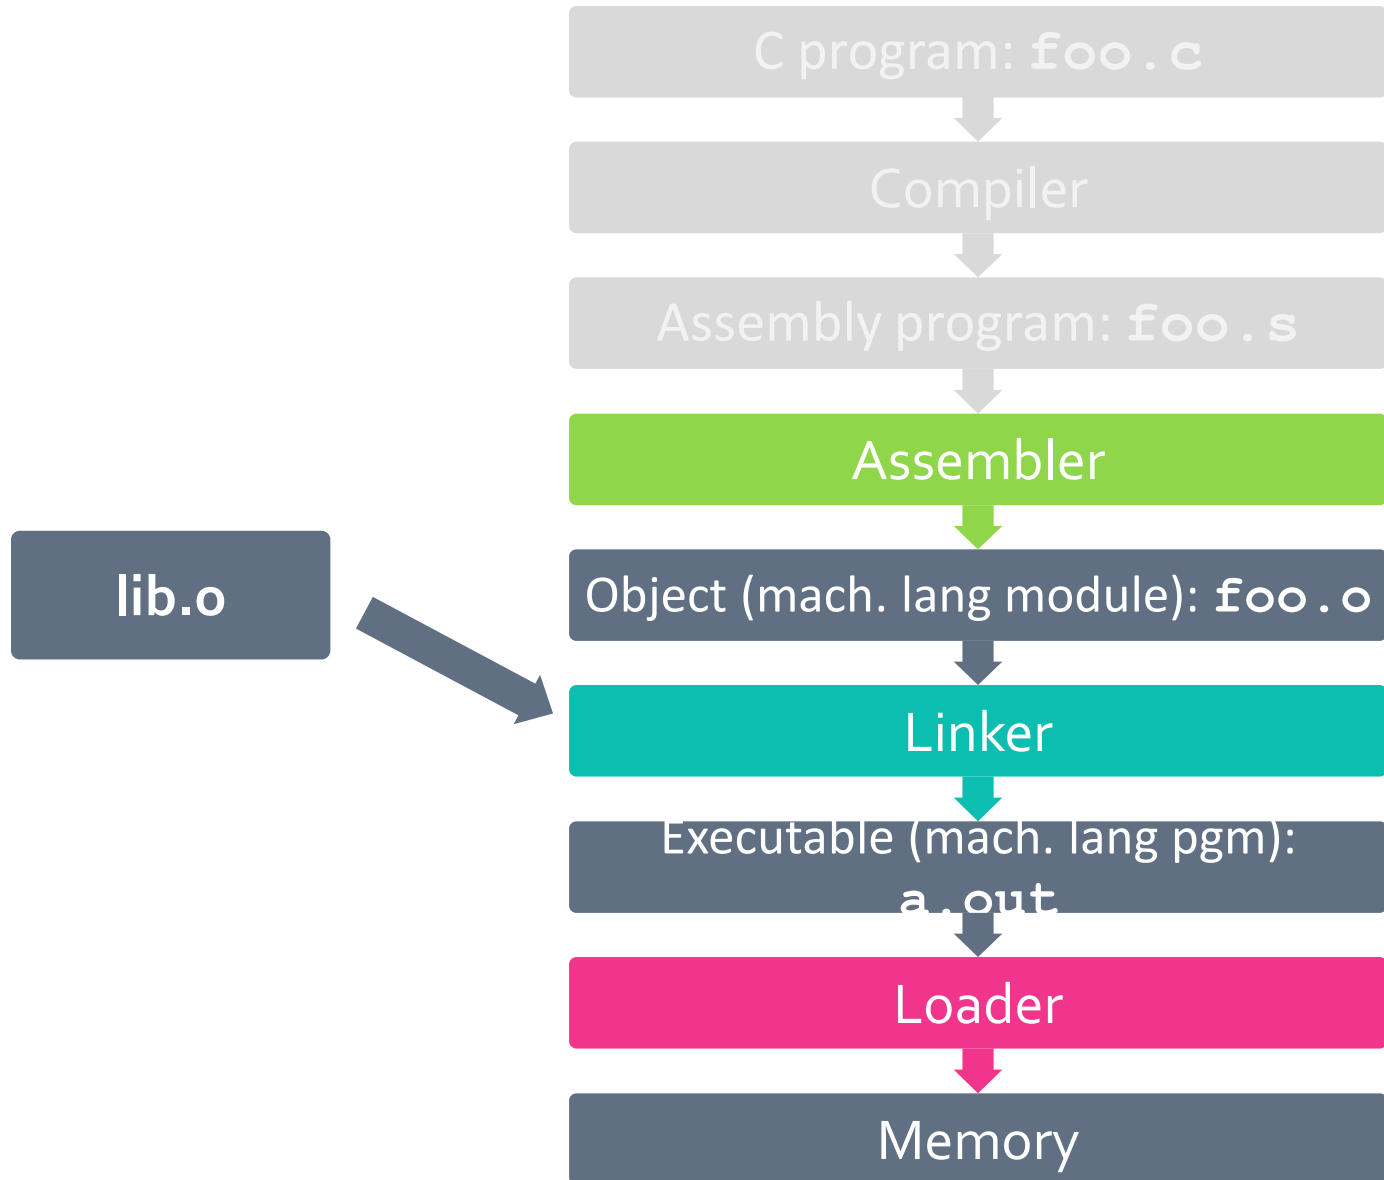 C program: foo.c
Compiler
Assembly program: foo.s
Assembler
lib.o
Object (mach. lang module): foo.o
Linker
Executable (mach. lang pgm):
a.out
Loader
Memory